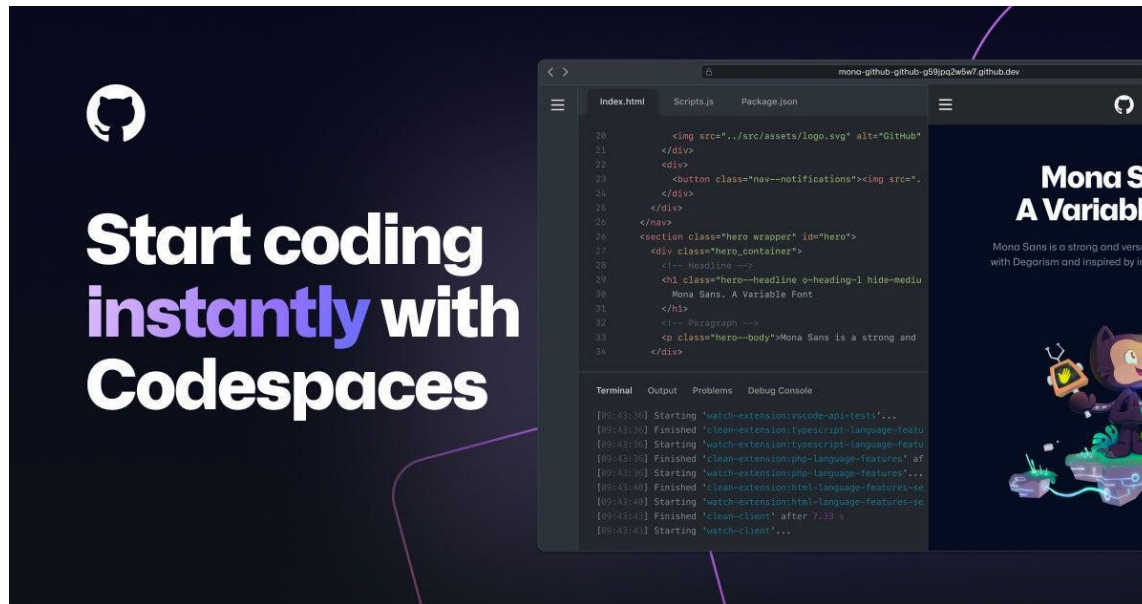 Start coding
instantly with
Codespaces
mona-github-github-g59jpq2w5w7.github.dev
Index.html Scripts.js Package.json
20 <img src="../src/assets/logo.svg" alt="GitHub"
21 </div>
22 <div>
23 <button class="nav--notifications"><img src=".
24 </div>
25 </div>
26 </nav>
26 <section class="hero wrapper" id="hero">
27 <div class="hero_container">
28 <!-- Headline -->
29 <h1 class="hero--headline o-heading-l hide-mediu
30 Mona Sans. A Variable Font
31 </h1>
32 <!-- Paragraph -->
33 <p class="hero--body">Mona Sans is a strong and
34 </div>
Terminal Output Problems Debug Console
[09:43:36] Starting 'watch-extension:vscode-api-tests'...
[09:43:36] Finished 'clean-extension:typescript-language-featu
[09:43:36] Starting 'watch-extension:typescript-language-featu
[09:43:36] Finished 'clean-extension:php-language-features' af
[09:43:36] Starting 'watch-extension:php-language-features'...
[09:43:40] Finished 'clean-extension:html-language-features-se
[09:43:40] Starting 'watch-extension:html-language-features-se
[09:43:43] Finished 'clean-client' after 7.33 s
[09:43:43] Starting 'watch-client'...
Mona S
A Variabl
Mona Sans is a strong and vers
with Degarism and inspired by in